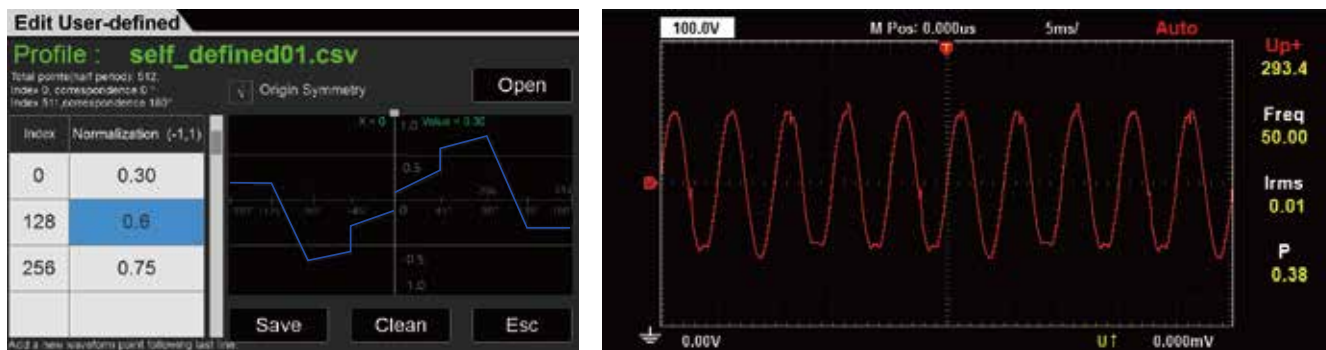 Edit User-defined
Profile : self_defined01.csv
Total points(half period): 512.
Index 0, correspondence 0 °
Index 511, correspondence 180°
√ Origin Symmetry
Open
Index Normalization (-1,1)
X = 0 1.0 Value = 0.30
0 0.30
0.5
128 0.6
0
256 0.75
-0.5
1.0
Save Clean Esc
Add a new waveform point following last line
100.0V M Pos: 0.000us 5ms/ Auto
T
Up+
293.4
Freq
50.00
Irms
0.01
P
0.38
0.00V U↑ 0.000mV